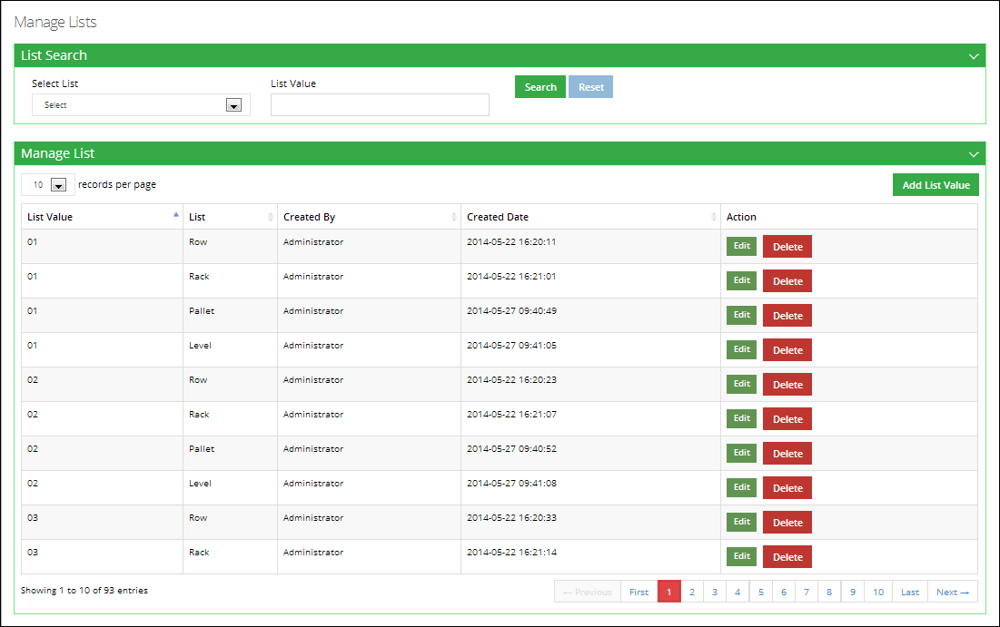 Manage Lists
List Search
Select List List Value
Select Search Reset
Manage List
10 records per page Add List Value
List Value List Created By Created Date Action
01 Row Administrator 2014-05-22 16:20:11 Edit Delete
01 Rack Administrator 2014-05-22 16:21:01 Edit Delete
01 Pallet Administrator 2014-05-27 09:40:49 Edit Delete
01 Level Administrator 2014-05-27 09:41:05 Edit Delete
02 Row Administrator 2014-05-22 16:20:23 Edit Delete
02 Rack Administrator 2014-05-22 16:21:07 Edit Delete
02 Pallet Administrator 2014-05-27 09:40:52 Edit Delete
02 Level Administrator 2014-05-27 09:41:08 Edit Delete
03 Row Administrator 2014-05-22 16:20:33 Edit Delete
03 Rack Administrator 2014-05-22 16:21:14 Edit Delete
Showing 1 to 10 of 93 entries ← Previous First 1 2 3 4 5 6 7 8 9 10 Last Next →